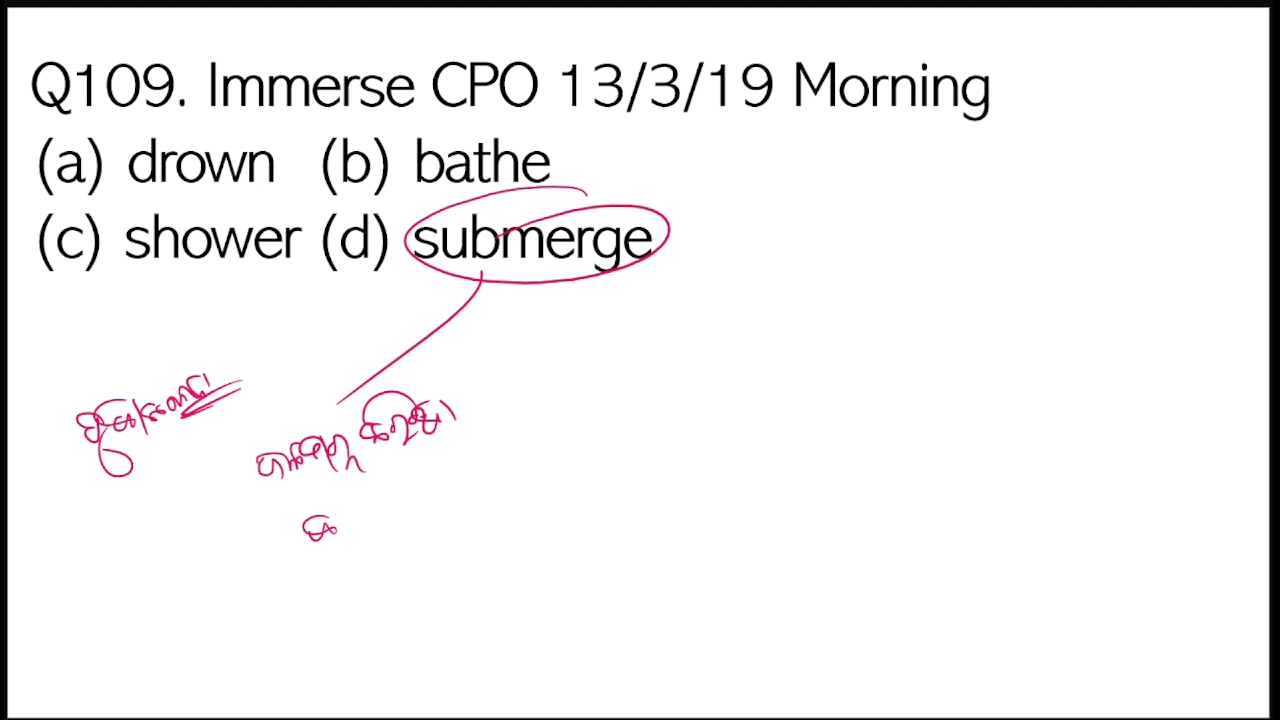 Q109. Immerse CPO 13/3/19 Morning
(a) drown (b) bathe
(c) shower (d) submerge